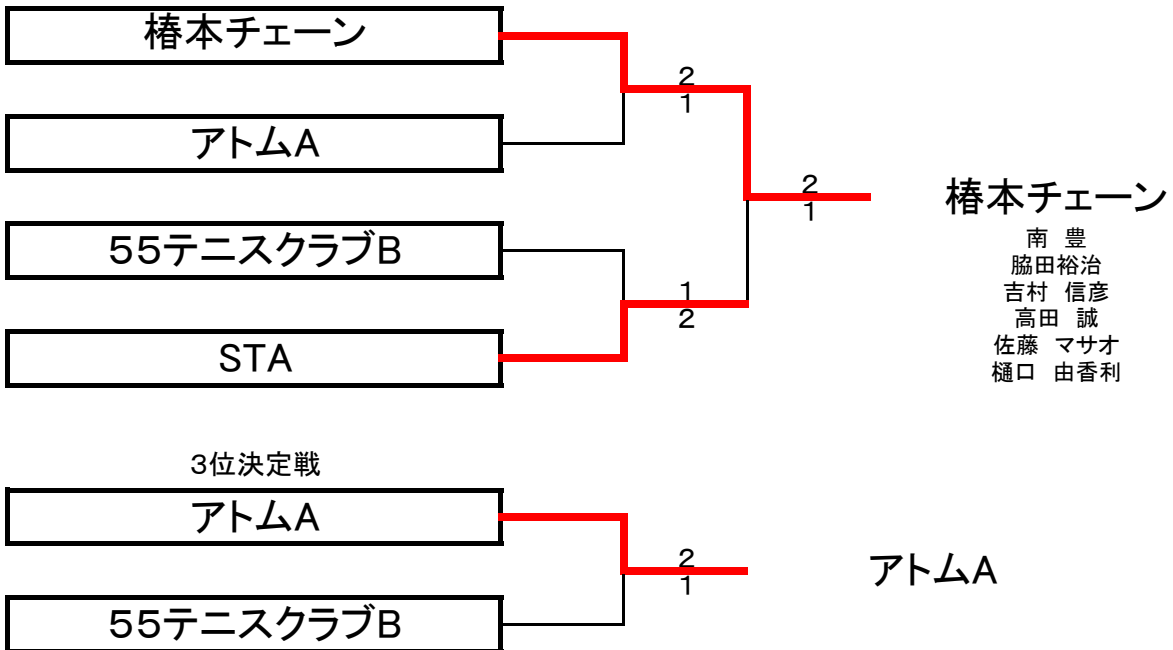 椿本チェーン
2
1
アトムA
2
1
椿本チェーン
南　豊
脇田裕治
吉村　信彦
高田　誠
佐藤　マサオ
樋口　由香利
55テニスクラブB
1
2
STA
3位決定戦
アトムA
2
1
アトムA
55テニスクラブB